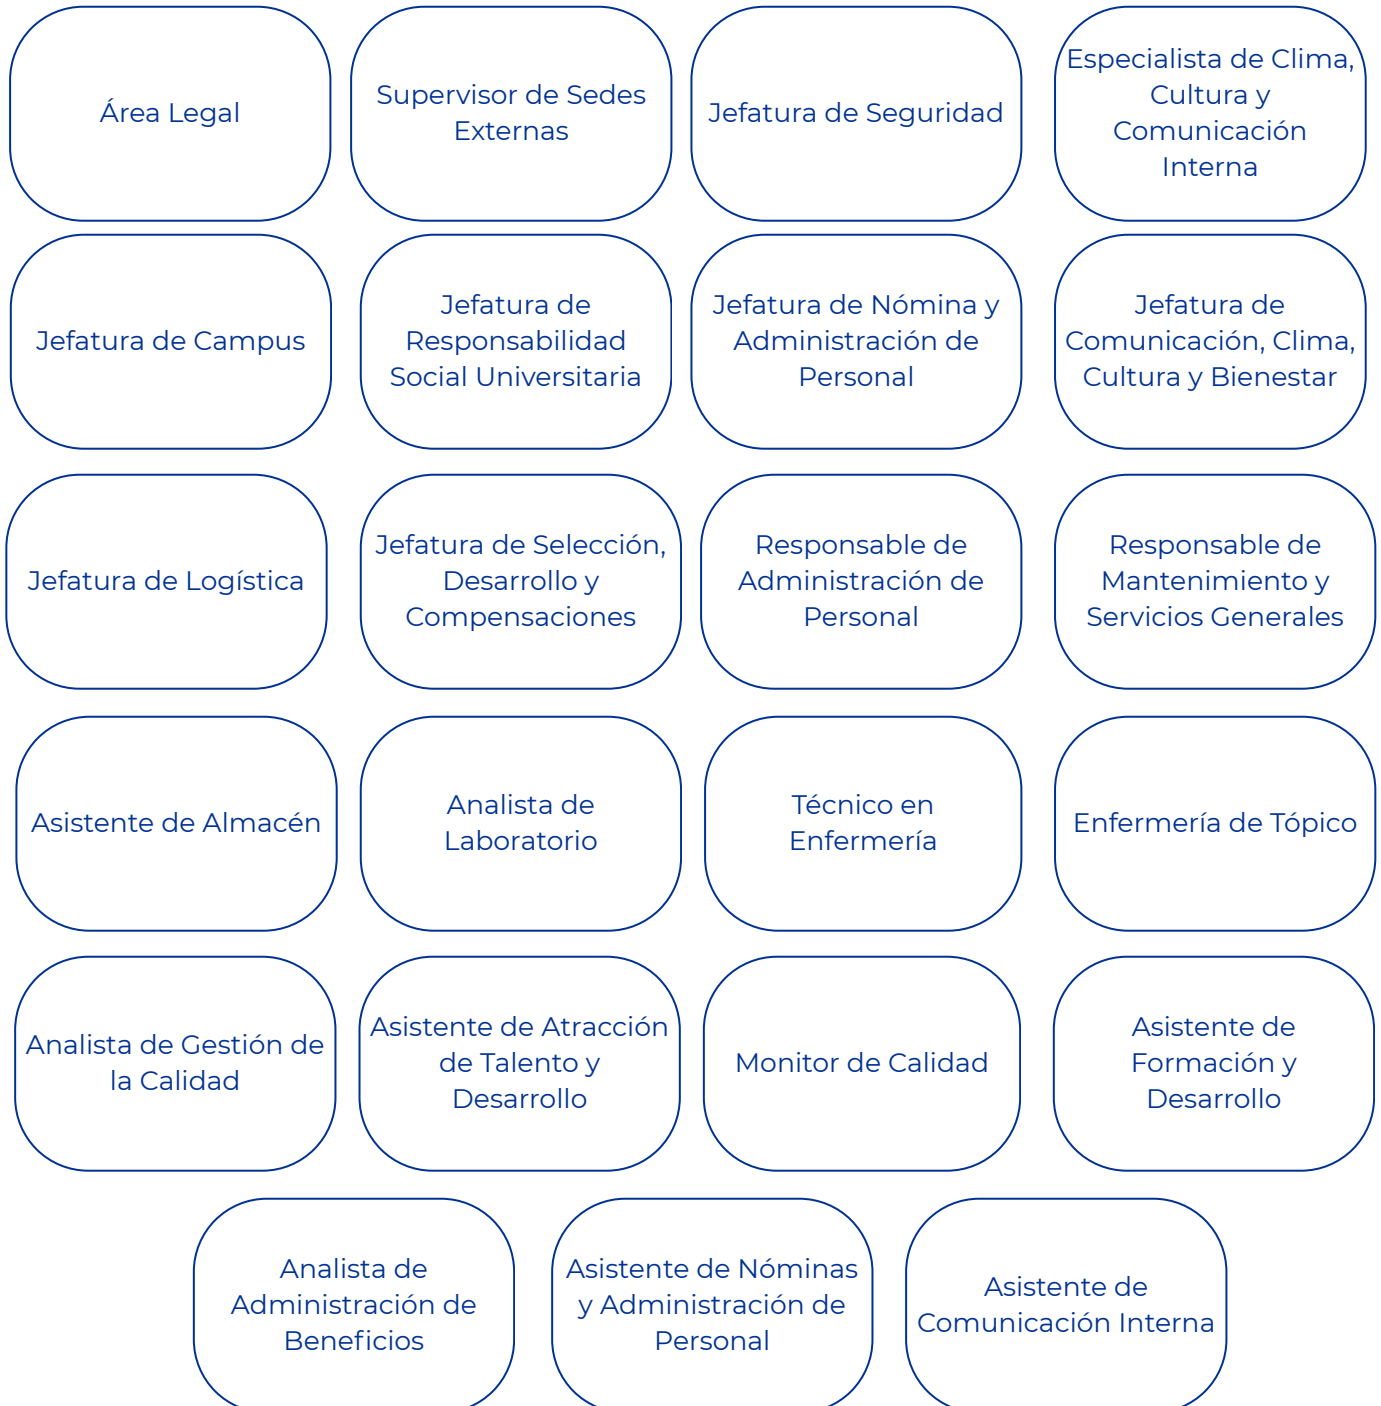 Área Legal
Supervisor de Sedes
Externas
Jefatura de Seguridad
Especialista de Clima,
Cultura y
Comunicación
Interna
Jefatura de Campus
Jefatura de
Responsabilidad
Social Universitaria
Jefatura de Nómina y
Administración de
Personal
Jefatura de
Comunicación, Clima,
Cultura y Bienestar
Jefatura de Logística
Jefatura de Selección,
Desarrollo y
Compensaciones
Responsable de
Administración de
Personal
Responsable de
Mantenimiento y
Servicios Generales
Asistente de Almacén
Analista de
Laboratorio
Técnico en
Enfermería
Enfermería de Tópico
Analista de Gestión de
la Calidad
Asistente de Atracción
de Talento y
Desarrollo
Monitor de Calidad
Asistente de
Formación y
Desarrollo
Analista de
Administración de
Beneficios
Asistente de Nóminas
y Administración de
Personal
Asistente de
Comunicación Interna